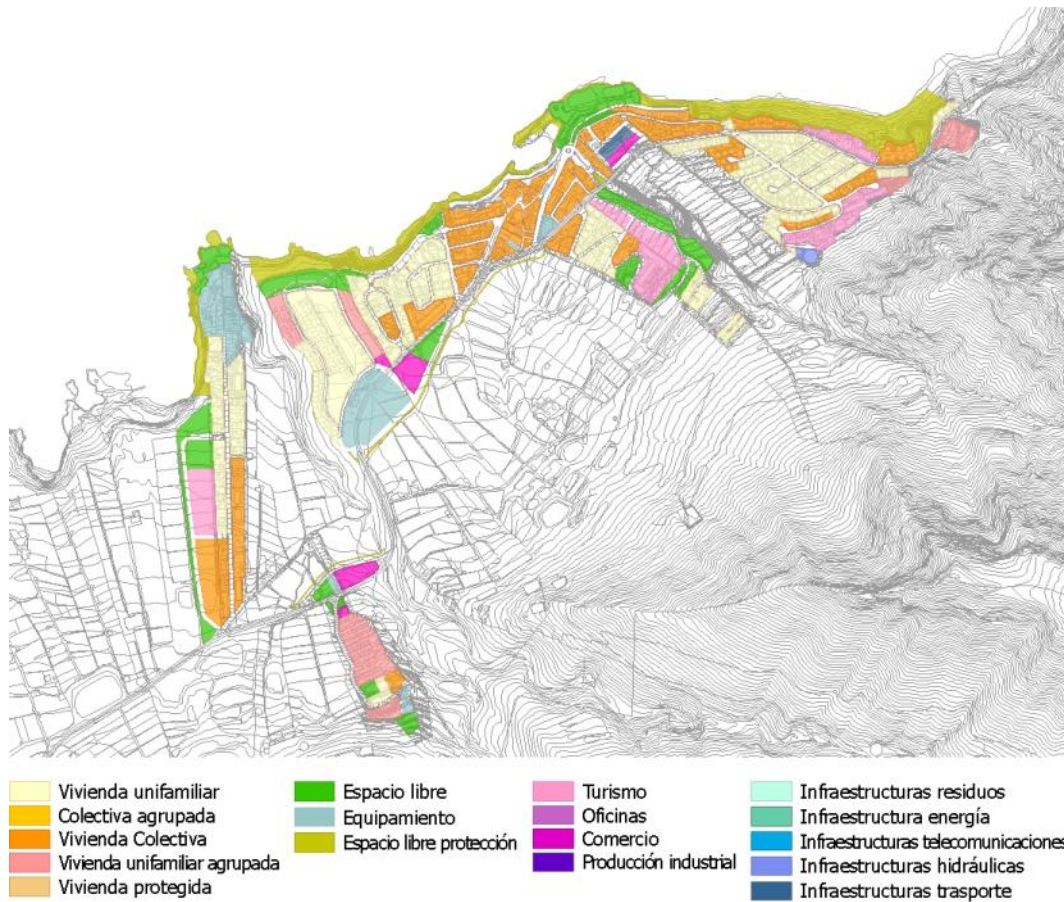 Vivienda unifamiliar
Colectiva agrupada
Vivienda Colectiva
Vivienda unifamiliar agrupada
Vivienda protegida
Espacio libre
Equipamiento
Espacio libre protección
Turismo
Oficinas
Comercio
Producción industrial
Infraestructuras residuos
Infraestructura energía
Infraestructuras telecomunicaciones
Infraestructuras hidráulicas
Infraestructuras trasporte